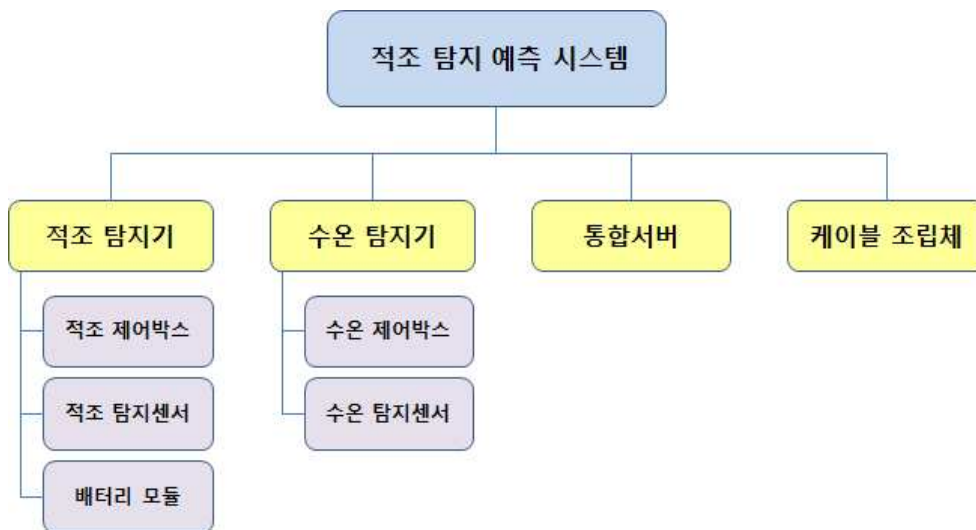 적조 탐지 예측 시스템
적조 탐지기
수온 탐지기
통합서버
케이블 조립체
적조 제어박스
수온 제어박스
적조 탐지센서
수온 탐지센서
배터리 모듈